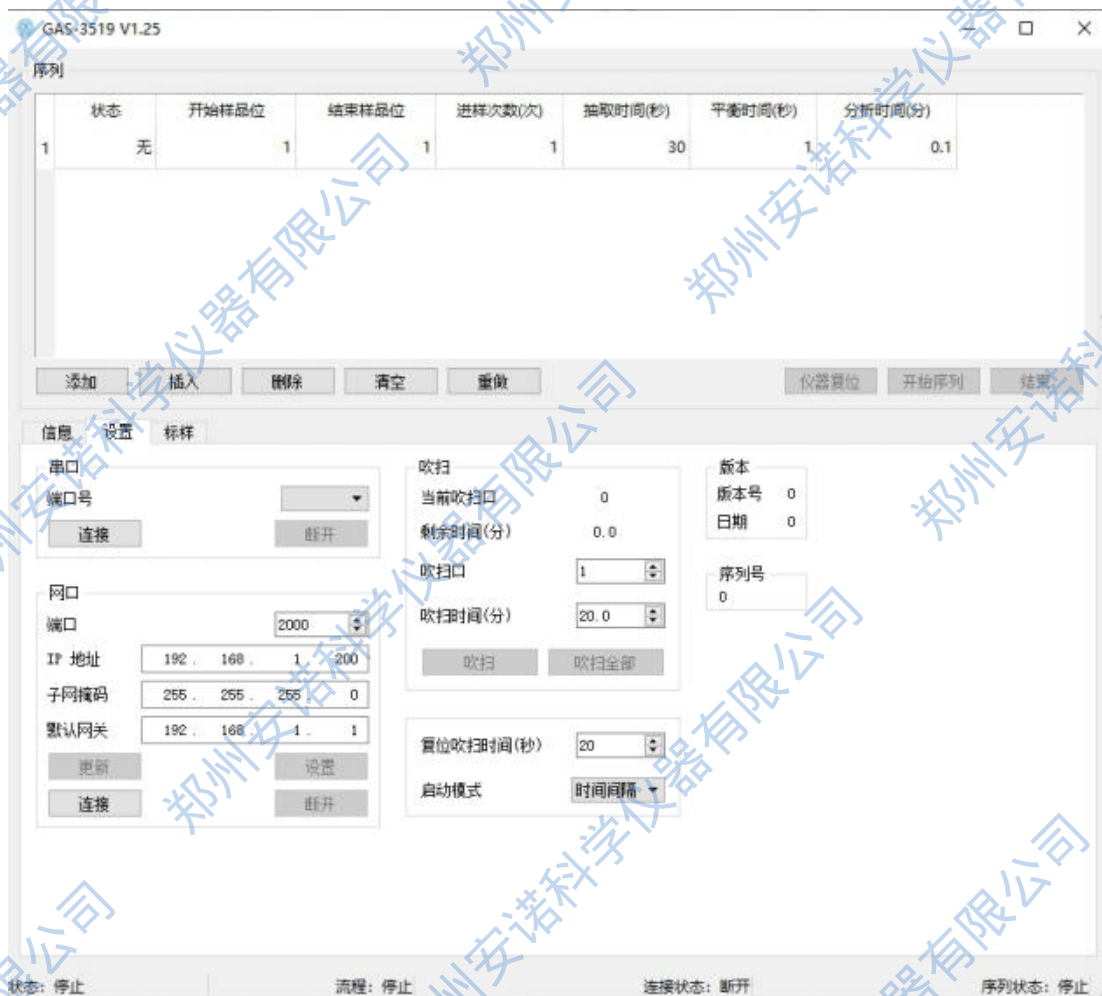 GAS-3519 V1.25
序列
状态 开始样品位 结束样品位 进样次数(次) 抽取时间(秒) 平衡时间(秒) 分析时间(分)
1 无 1 1 1 30 1 0.1
添加 插入 删除 清空 重做 仪器复位 开始序列 结束
信息 设置 标样
串口
端口号
连接 断开
网口
端口 2000
IP 地址 192 . 168 . 1 . 200
子网掩码 255 . 255 . 255 . 0
默认网关 192 . 168 . 1 . 1
更新 设置
连接 断开
吹扫
当前吹扫口 0
剩余时间(分) 0.0
吹扫口 1
吹扫时间(分) 20.0
吹扫 吹扫全部
复位吹扫时间(秒) 20
启动模式 时间间隔
版本
版本号 0
日期 0
序列号
0
状态: 停止 流程: 停止 连接状态: 断开 序列状态: 停止
郑州安诺科学仪器有限公司